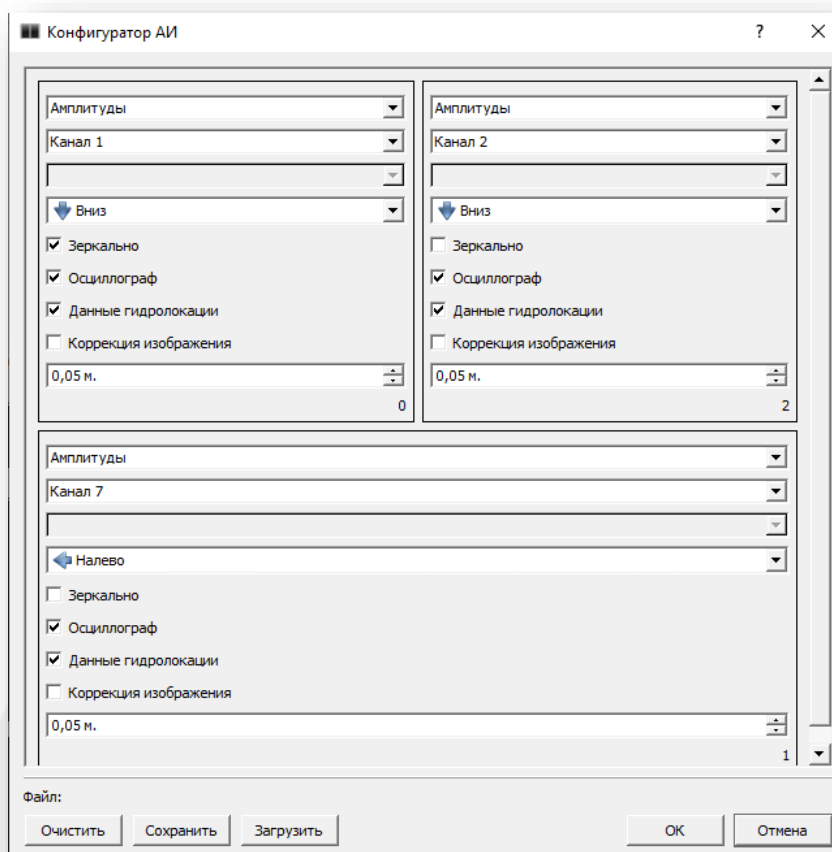 Конфигуратор АИ
?
Амплитуды
Канал 1
Вниз
Зеркально
Осциллограф
Данные гидролокации
Коррекция изображения
0,05 м.
0
Амплитуды
Канал 2
Вниз
Зеркально
Осциллограф
Данные гидролокации
Коррекция изображения
0,05 м.
2
Амплитуды
Канал 7
Налево
Зеркально
Осциллограф
Данные гидролокации
Коррекция изображения
0,05 м.
1
Файл:
Очистить
Сохранить
Загрузить
ОК
Отмена